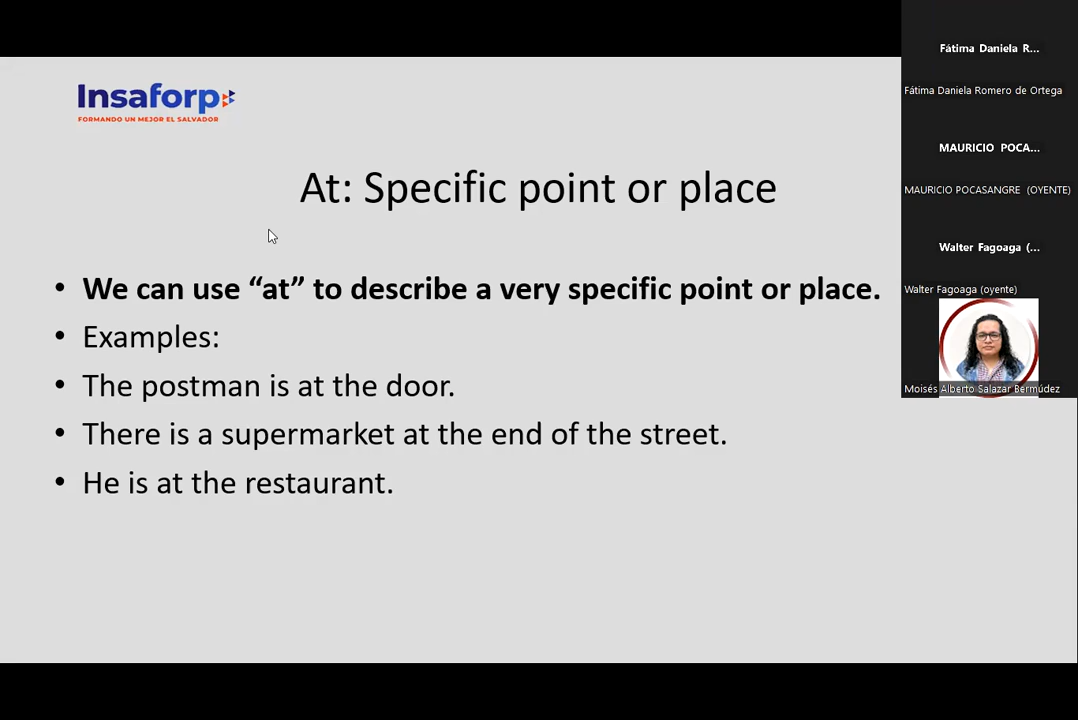 Insaforp
FORMANDO UN MEJOR EL SALVADOR
At: Specific point or place
• We can use “at” to describe a very specific point or place.
• Examples:
• The postman is at the door.
• There is a supermarket at the end of the street.
• He is at the restaurant.
Fátima Daniela R...
Fátima Daniela Romero de Ortega
MAURICIO POCA...
MAURICIO POCASANGRE (OYENTE)
Walter Fagoaga (...
Walter Fagoaga (oyente)
Moisés Alberto Salazar Bermúdez